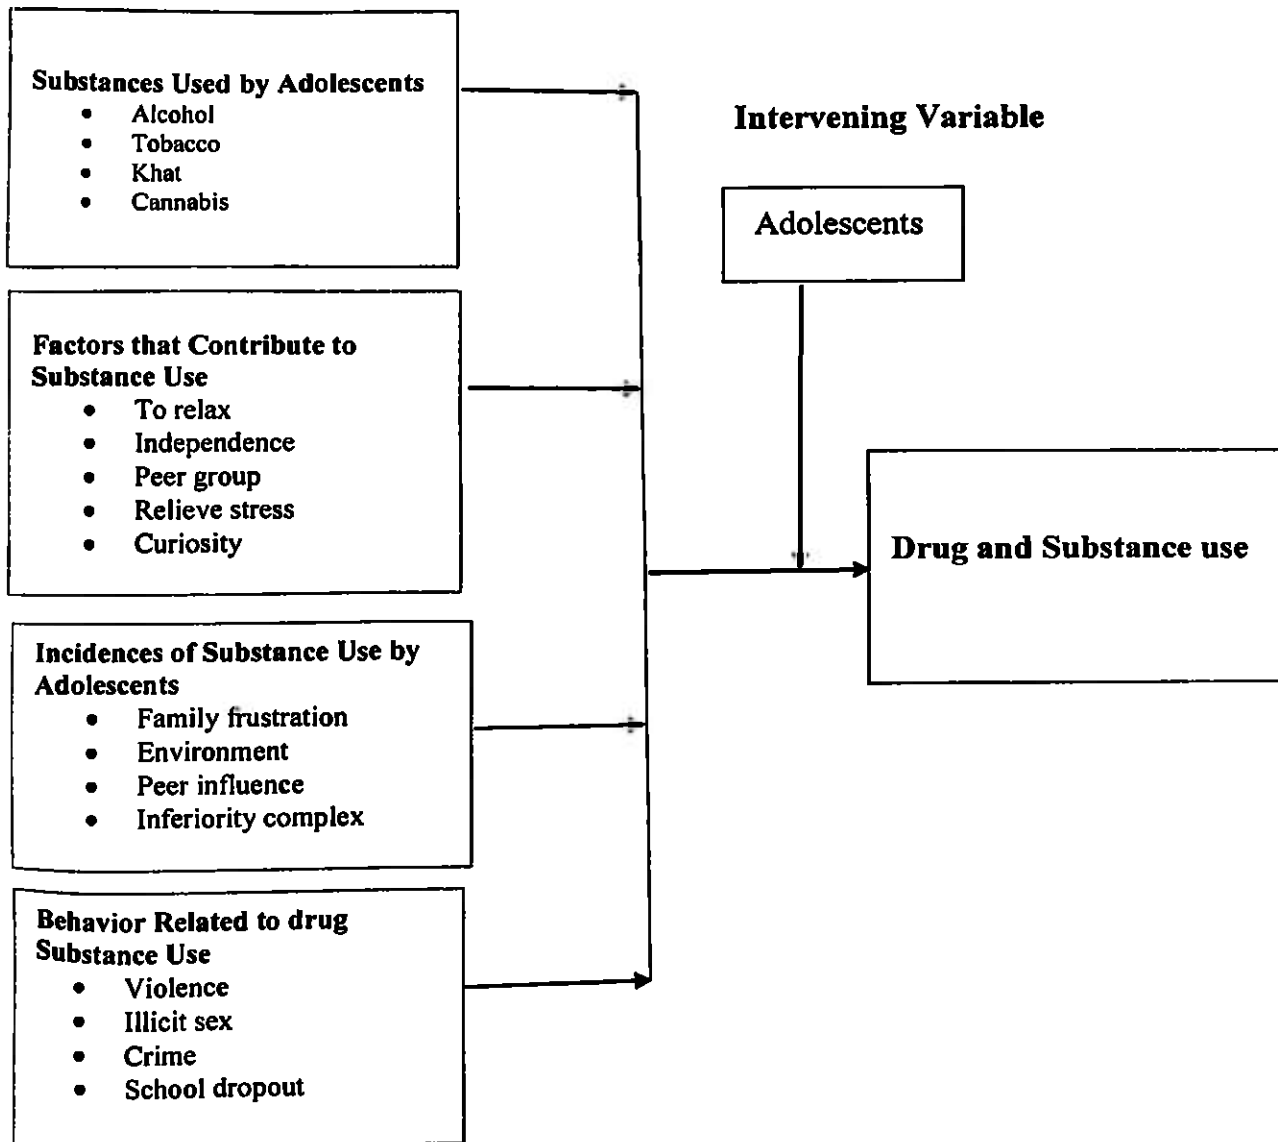 Substances Used by Adolescents
• Alcohol
• Tobacco
• Khat
• Cannabis
Factors that Contribute to
Substance Use
• To relax
• Independence
• Peer group
• Relieve stress
• Curiosity
Incidences of Substance Use by
Adolescents
• Family frustration
• Environment
• Peer influence
• Inferiority complex
Behavior Related to drug
Substance Use
• Violence
• Illicit sex
• Crime
• School dropout
Intervening Variable
Adolescents
Drug and Substance use